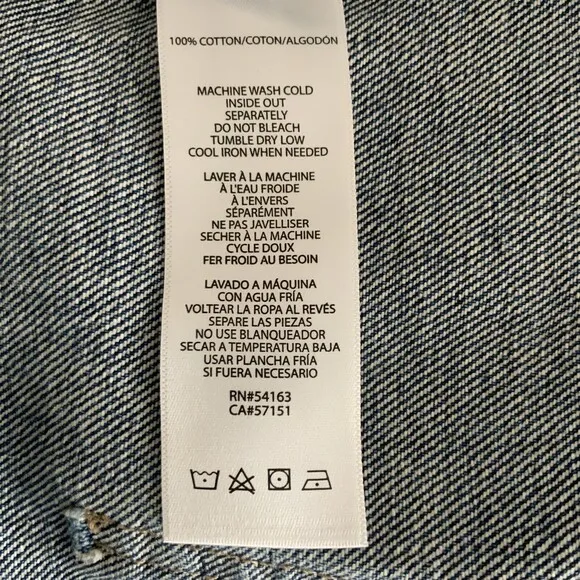 100% COTTON/COTON/ALGODÓN
MACHINE WASH COLD
INSIDE OUT
SEPARATELY
DO NOT BLEACH
TUMBLE DRY LOW
COOL IRON WHEN NEEDED
LAVER À LA MACHINE
À L'EAU FROIDE
À L'ENVERS
SÉPARÉMENT
NE PAS JAVELLISER
SECHER À LA MACHINE
CYCLE DOUX
FER FROID AU BESOIN
LAVADO A MÁQUINA
CON AGUA FRÍA
VOLTEAR LA ROPA AL REVÉS
SEPARE LAS PIEZAS
NO USE BLANQUEADOR
SECAR A TEMPERATURA BAJA
USAR PLANCHA FRÍA
SI FUERA NECESARIO
RN#54163
CA#57151